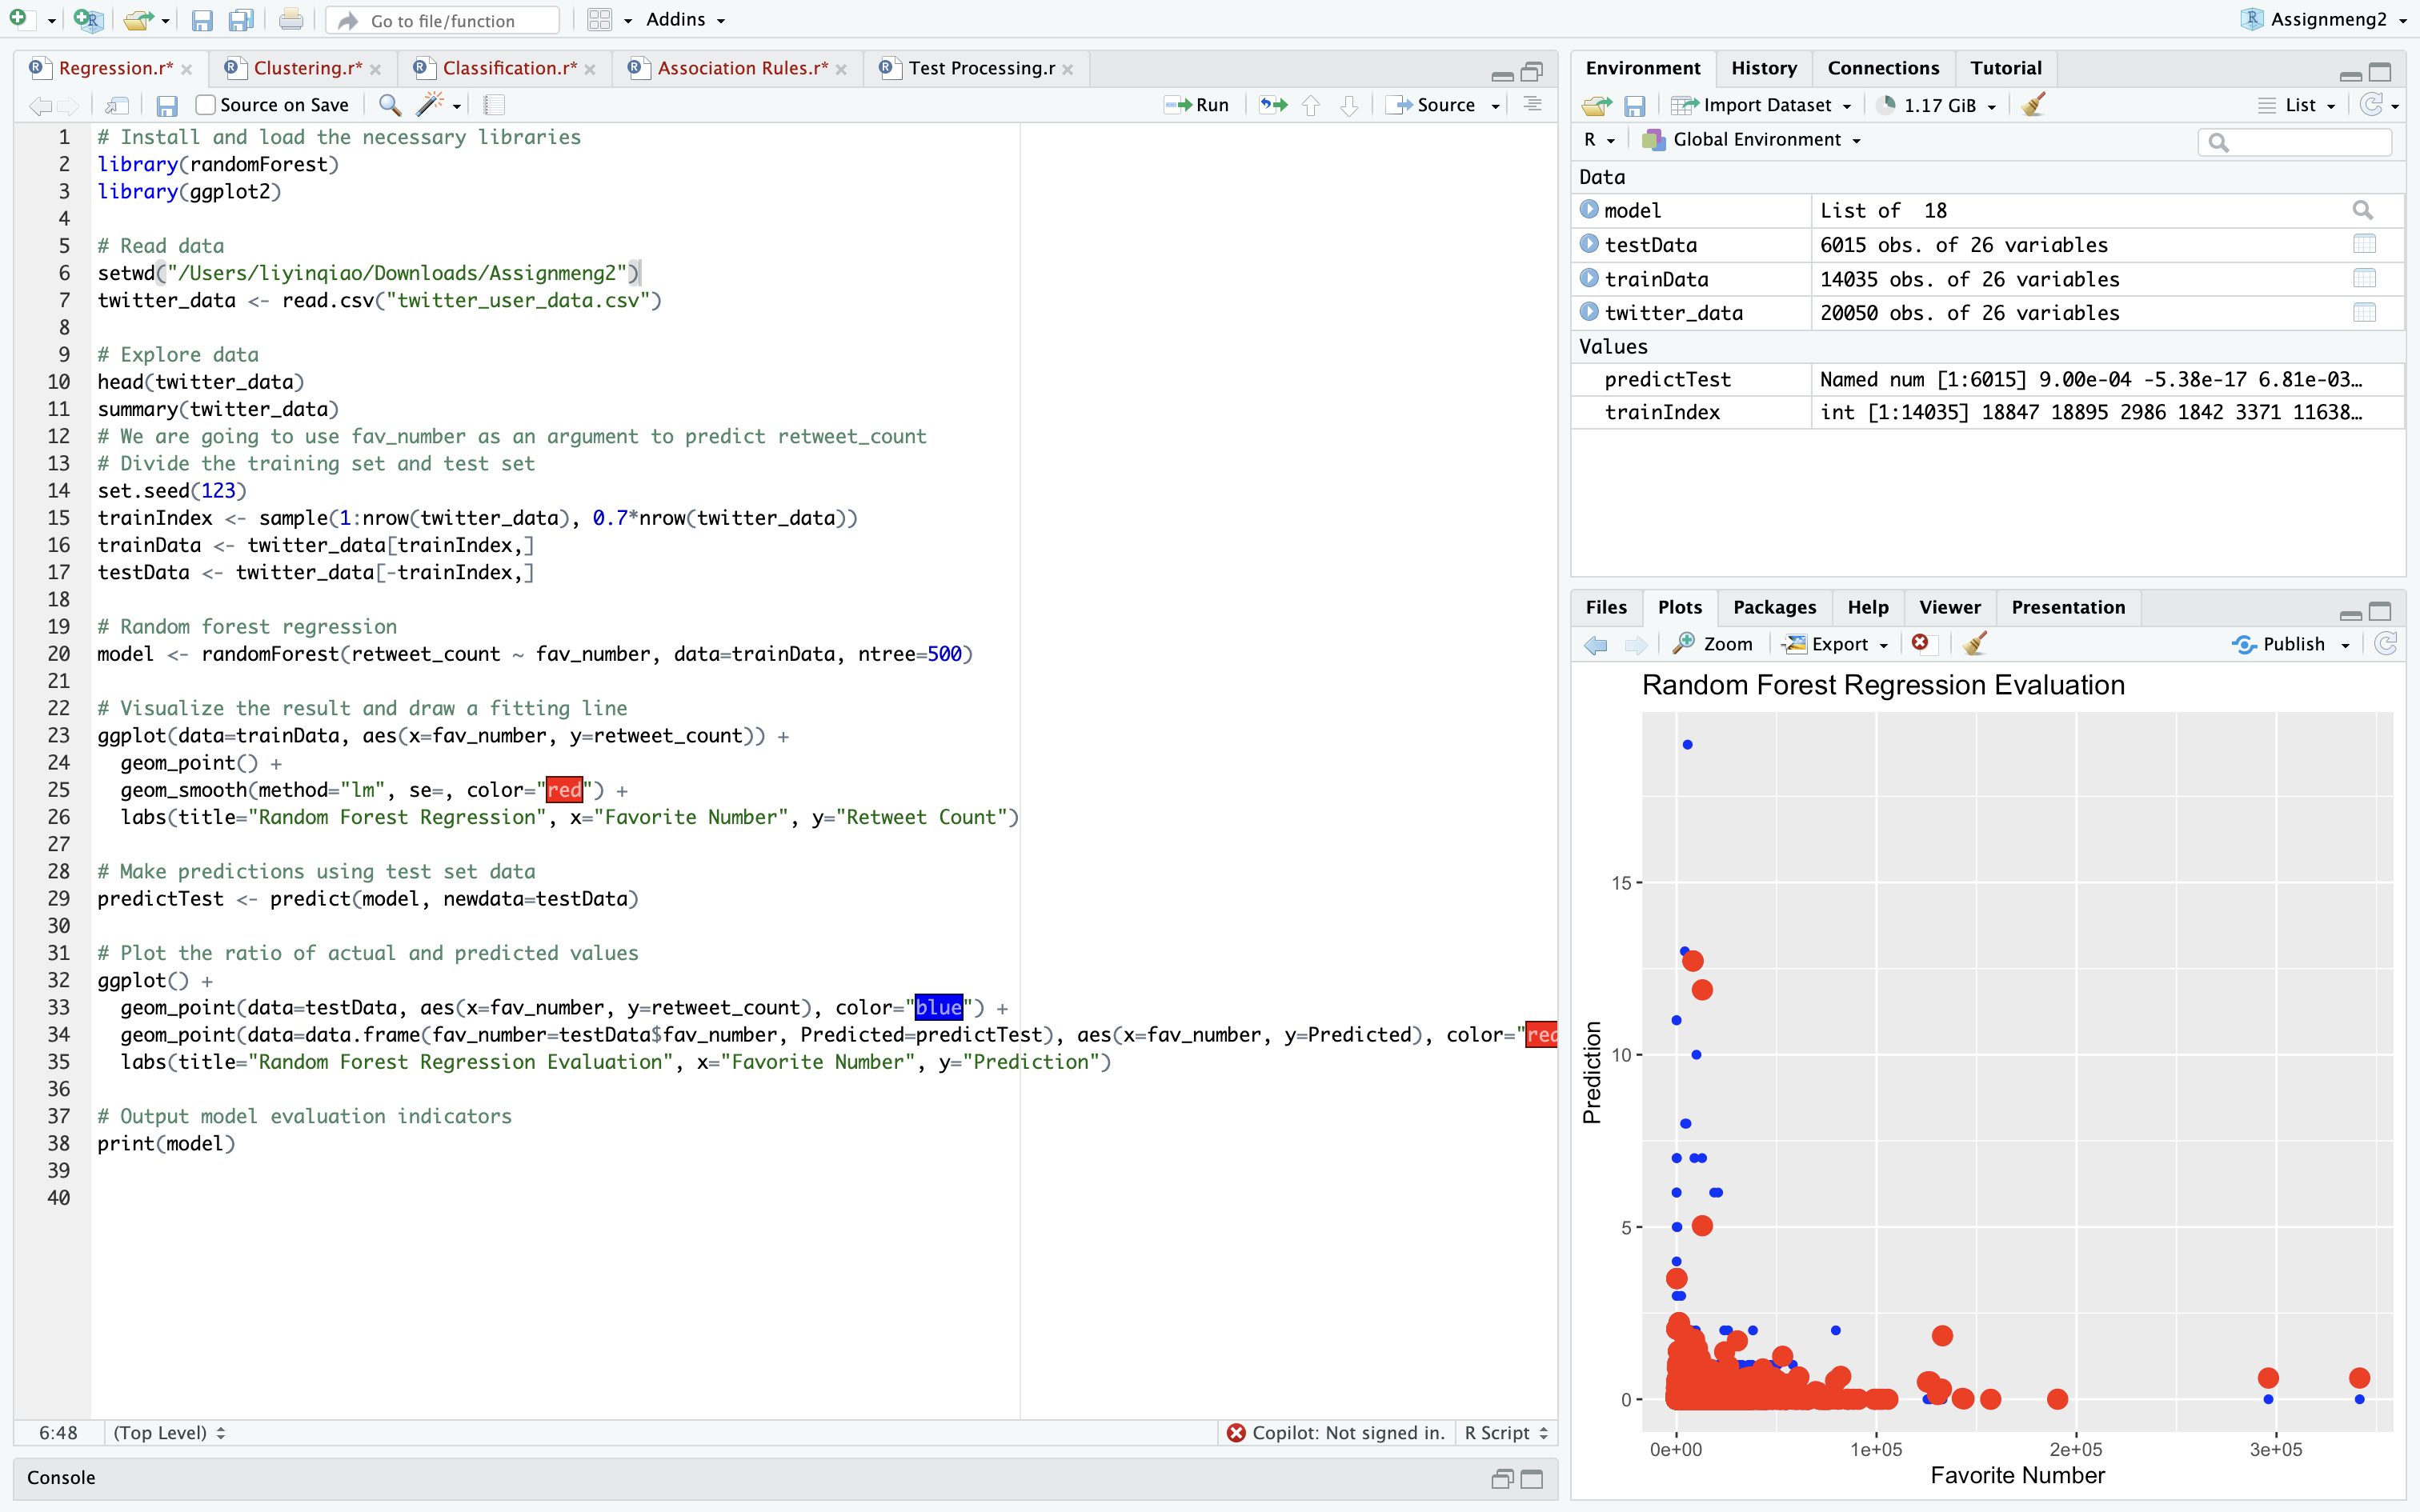 Go to file/function
Addins
Assignmeng2
Regression.r*
Clustering.r*
Classification.r*
Association Rules.r*
Test Processing.r
Source on Save
Run
Source
1 # Install and load the necessary libraries
2 library(randomForest)
3 library(ggplot2)
4
5 # Read data
6 setwd("/Users/liyinqiao/Downloads/Assignmeng2")
7 twitter_data <- read.csv("twitter_user_data.csv")
8
9 # Explore data
10 head(twitter_data)
11 summary(twitter_data)
12 # We are going to use fav_number as an argument to predict retweet_count
13 # Divide the training set and test set
14 set.seed(123)
15 trainIndex <- sample(1:nrow(twitter_data), 0.7*nrow(twitter_data))
16 trainData <- twitter_data[trainIndex,]
17 testData <- twitter_data[-trainIndex,]
18
19 # Random forest regression
20 model <- randomForest(retweet_count ~ fav_number, data=trainData, ntree=500)
21
22 # Visualize the result and draw a fitting line
23 ggplot(data=trainData, aes(x=fav_number, y=retweet_count)) +
24 geom_point() +
25 geom_smooth(method="lm", se=, color="red") +
26 labs(title="Random Forest Regression", x="Favorite Number", y="Retweet Count")
27
28 # Make predictions using test set data
29 predictTest <- predict(model, newdata=testData)
30
31 # Plot the ratio of actual and predicted values
32 ggplot() +
33 geom_point(data=testData, aes(x=fav_number, y=retweet_count), color="blue") +
34 geom_point(data=data.frame(fav_number=testData$fav_number, Predicted=predictTest), aes(x=fav_number, y=Predicted), color="red
35 labs(title="Random Forest Regression Evaluation", x="Favorite Number", y="Prediction")
36
37 # Output model evaluation indicators
38 print(model)
39
40
6:48
(Top Level)
Copilot: Not signed in.
R Script
Console
Environment
History
Connections
Tutorial
Import Dataset
1.17 GiB
List
R
Global Environment
Data
model List of 18
testData 6015 obs. of 26 variables
trainData 14035 obs. of 26 variables
twitter_data 20050 obs. of 26 variables
Values
predictTest Named num [1:6015] 9.00e-04 -5.38e-17 6.81e-03…
trainIndex int [1:14035] 18847 18895 2986 1842 3371 11638…
Files
Plots
Packages
Help
Viewer
Presentation
Zoom
Export
Publish
Random Forest Regression Evaluation
Prediction
15
10
5
0
0e+00
1e+05
2e+05
3e+05
Favorite Number